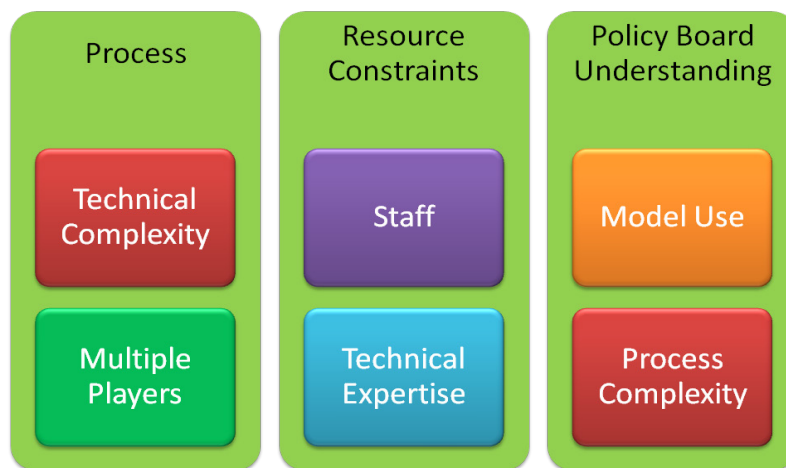 Process
Technical
Complexity
Multiple
Players
Resource
Constraints
Staff
Technical
Expertise
Policy Board
Understanding
Model Use
Process
Complexity